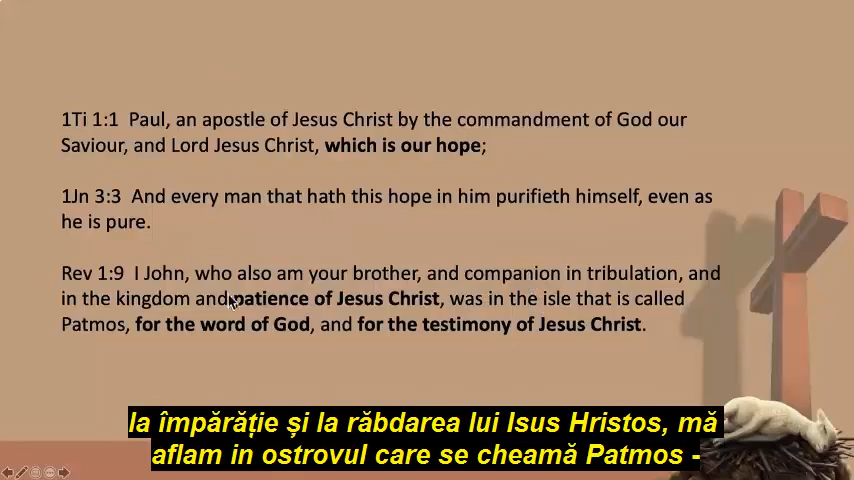 1Ti 1:1  Paul, an apostle of Jesus Christ by the commandment of God our
Saviour, and Lord Jesus Christ, which is our hope;
1Jn 3:3  And every man that hath this hope in him purifieth himself, even as
he is pure.
Rev 1:9  I John, who also am your brother, and companion in tribulation, and
in the kingdom and patience of Jesus Christ, was in the isle that is called
Patmos, for the word of God, and for the testimony of Jesus Christ.
la împărăție și la răbdarea lui Isus Hristos, mă
aflam in ostrovul care se cheamă Patmos -